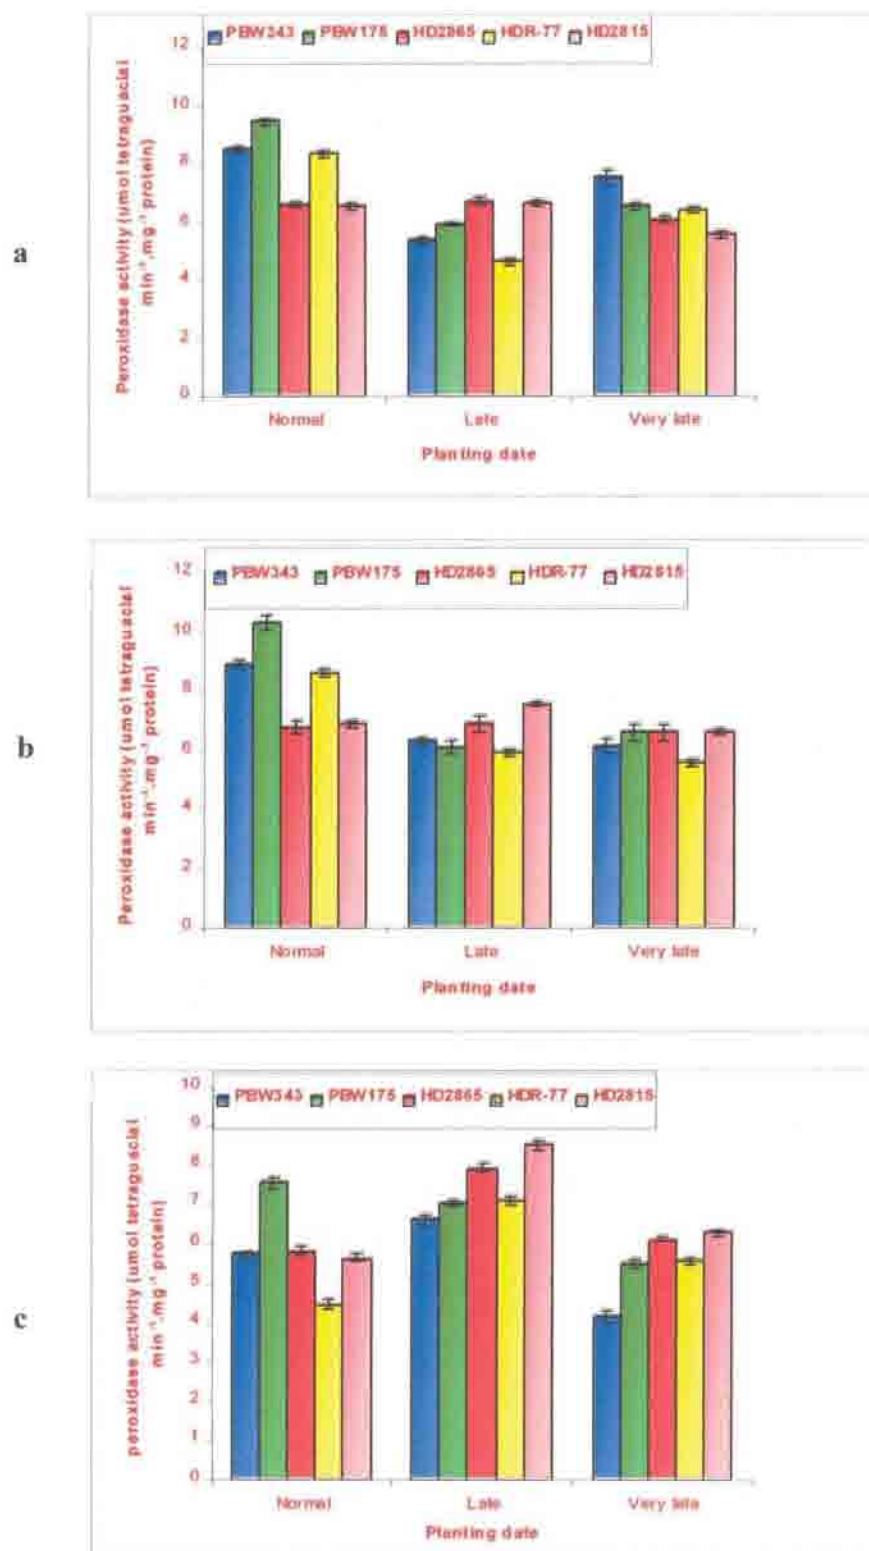 a
PBW343 PBW175 HD2865 HDR-77 HD2815
Peroxidase activity (umol tetraguacial
min⁻¹.mg⁻¹ protein)
12
10
8
6
4
2
0
Normal Late Very late
Planting date
b
PBW343 PBW175 HD2865 HDR-77 HD2815
Peroxidase activity (umol tetraguacial
min⁻¹.mg⁻¹ protein)
12
10
8
6
4
2
0
Normal Late Very late
Planting date
c
PBW343 PBW175 HD2865 HDR-77 HD2815
peroxidase activity (umol tetraguacial
min⁻¹.mg⁻¹ protein)
10
9
8
7
6
5
4
3
2
1
0
Normal Late Very late
Planting date